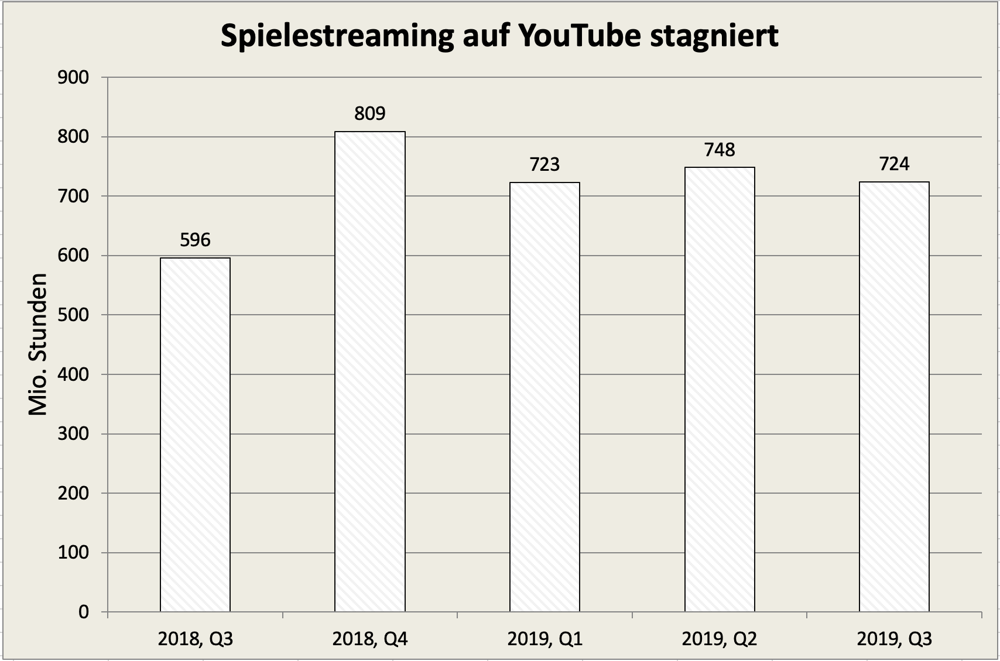 Spielestreaming auf YouTube stagniert
Mio. Stunden
900
800
700
600
500
400
300
200
100
0
596
809
723
748
724
2018, Q3
2018, Q4
2019, Q1
2019, Q2
2019, Q3